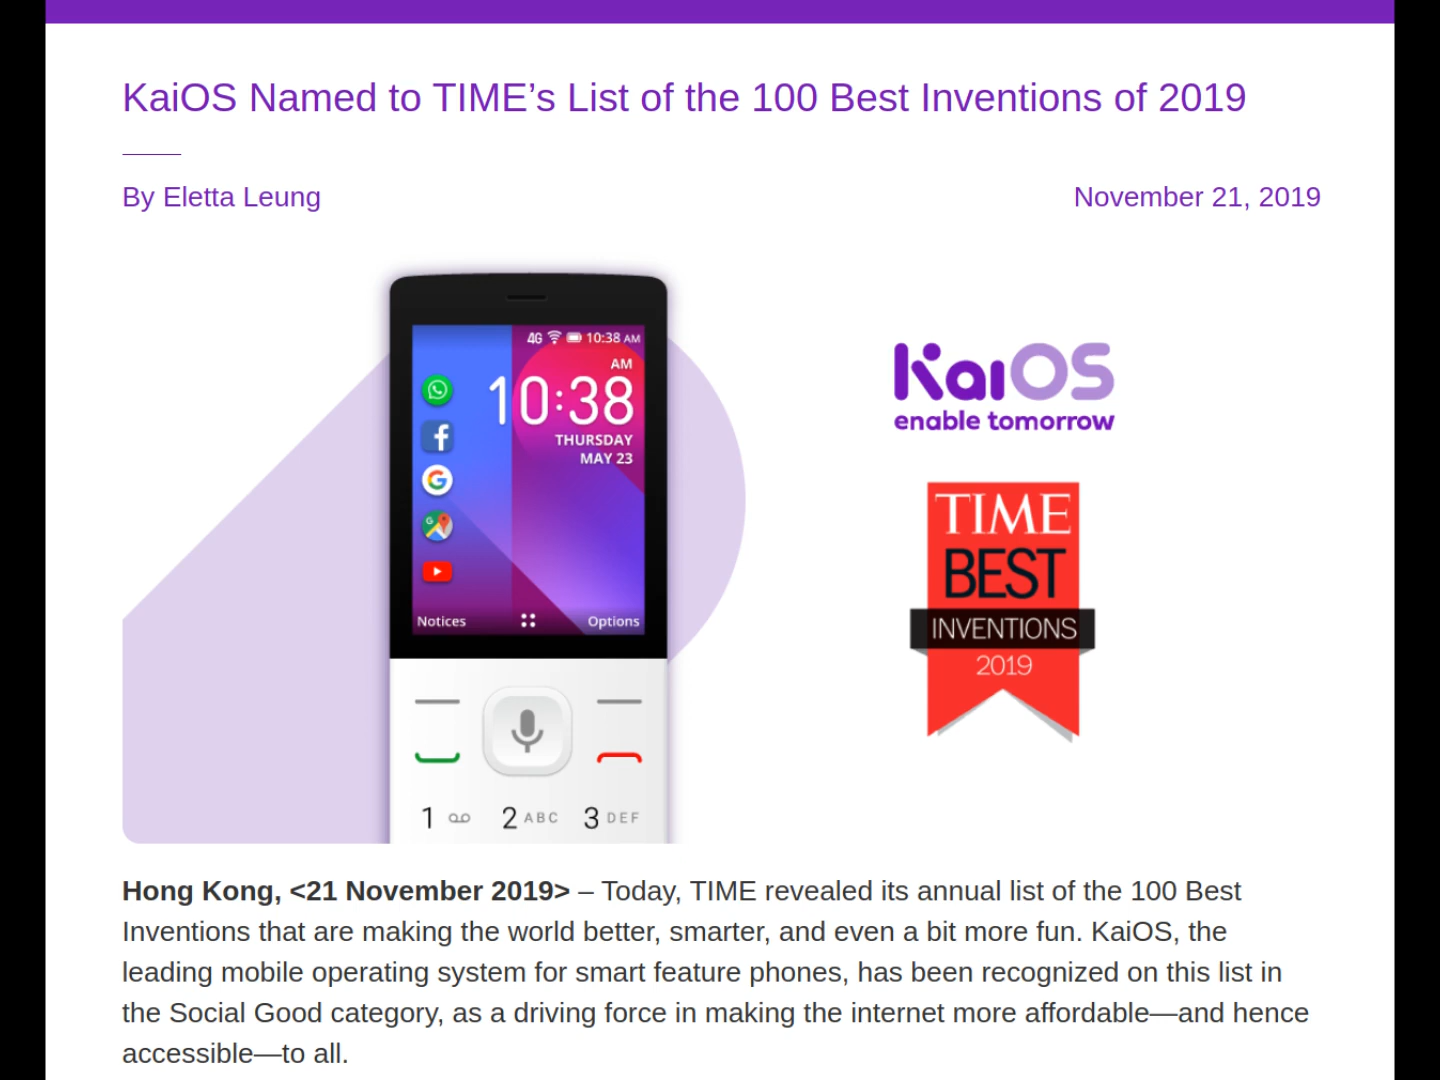 KaiOS Named to TIME’s List of the 100 Best Inventions of 2019
By Eletta Leung
November 21, 2019
4G 10:38 AM
AM
10:38
THURSDAY
MAY 23
Notices
Options
1 2 ABC 3 DEF
KaiOS
enable tomorrow
TIME
BEST
INVENTIONS
2019
Hong Kong, <21 November 2019> – Today, TIME revealed its annual list of the 100 Best
Inventions that are making the world better, smarter, and even a bit more fun. KaiOS, the
leading mobile operating system for smart feature phones, has been recognized on this list in
the Social Good category, as a driving force in making the internet more affordable—and hence
accessible—to all.